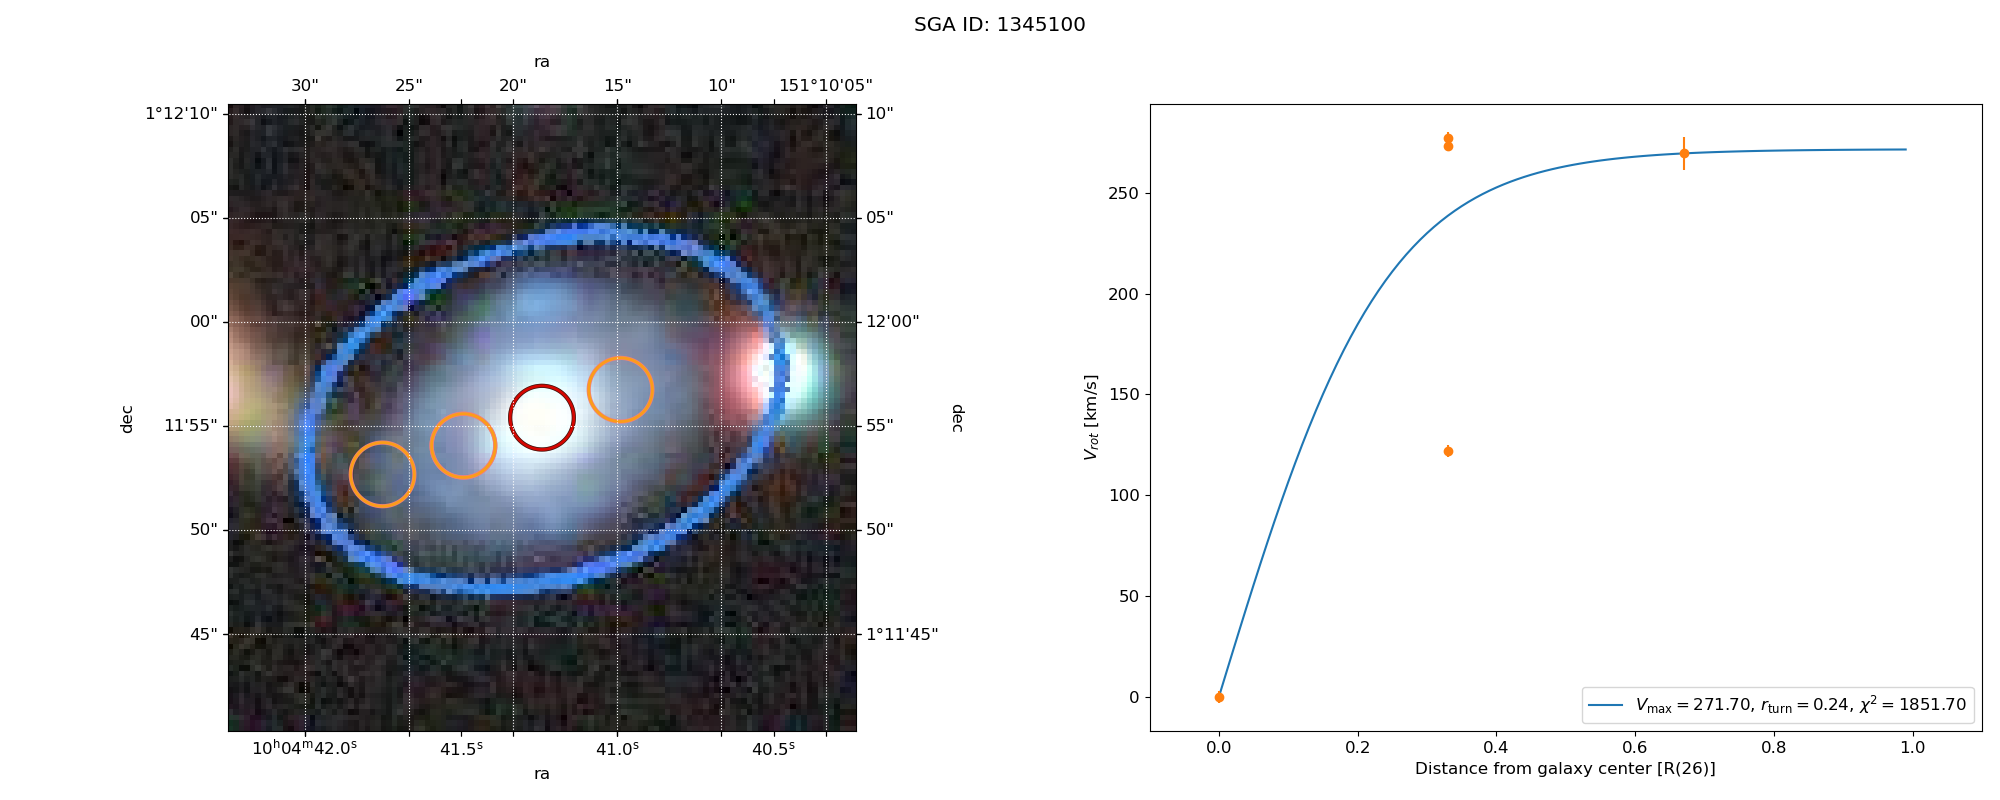 SGA ID: 1345100
ra
30" 25" 20" 15" 10" 151°10'05"
1°12'10" 10"
05" 05"
00" 12'00"
dec
11'55" 55"
dec
50" 50"
45" 1°11'45"
10ʰ04ᵐ42.0ˢ 41.5ˢ 41.0ˢ 40.5ˢ
ra
250
200
150
100
50
0
V_rot [km/s]
V_max = 271.70, r_turn = 0.24, χ² = 1851.70
0.0 0.2 0.4 0.6 0.8 1.0
Distance from galaxy center [R(26)]